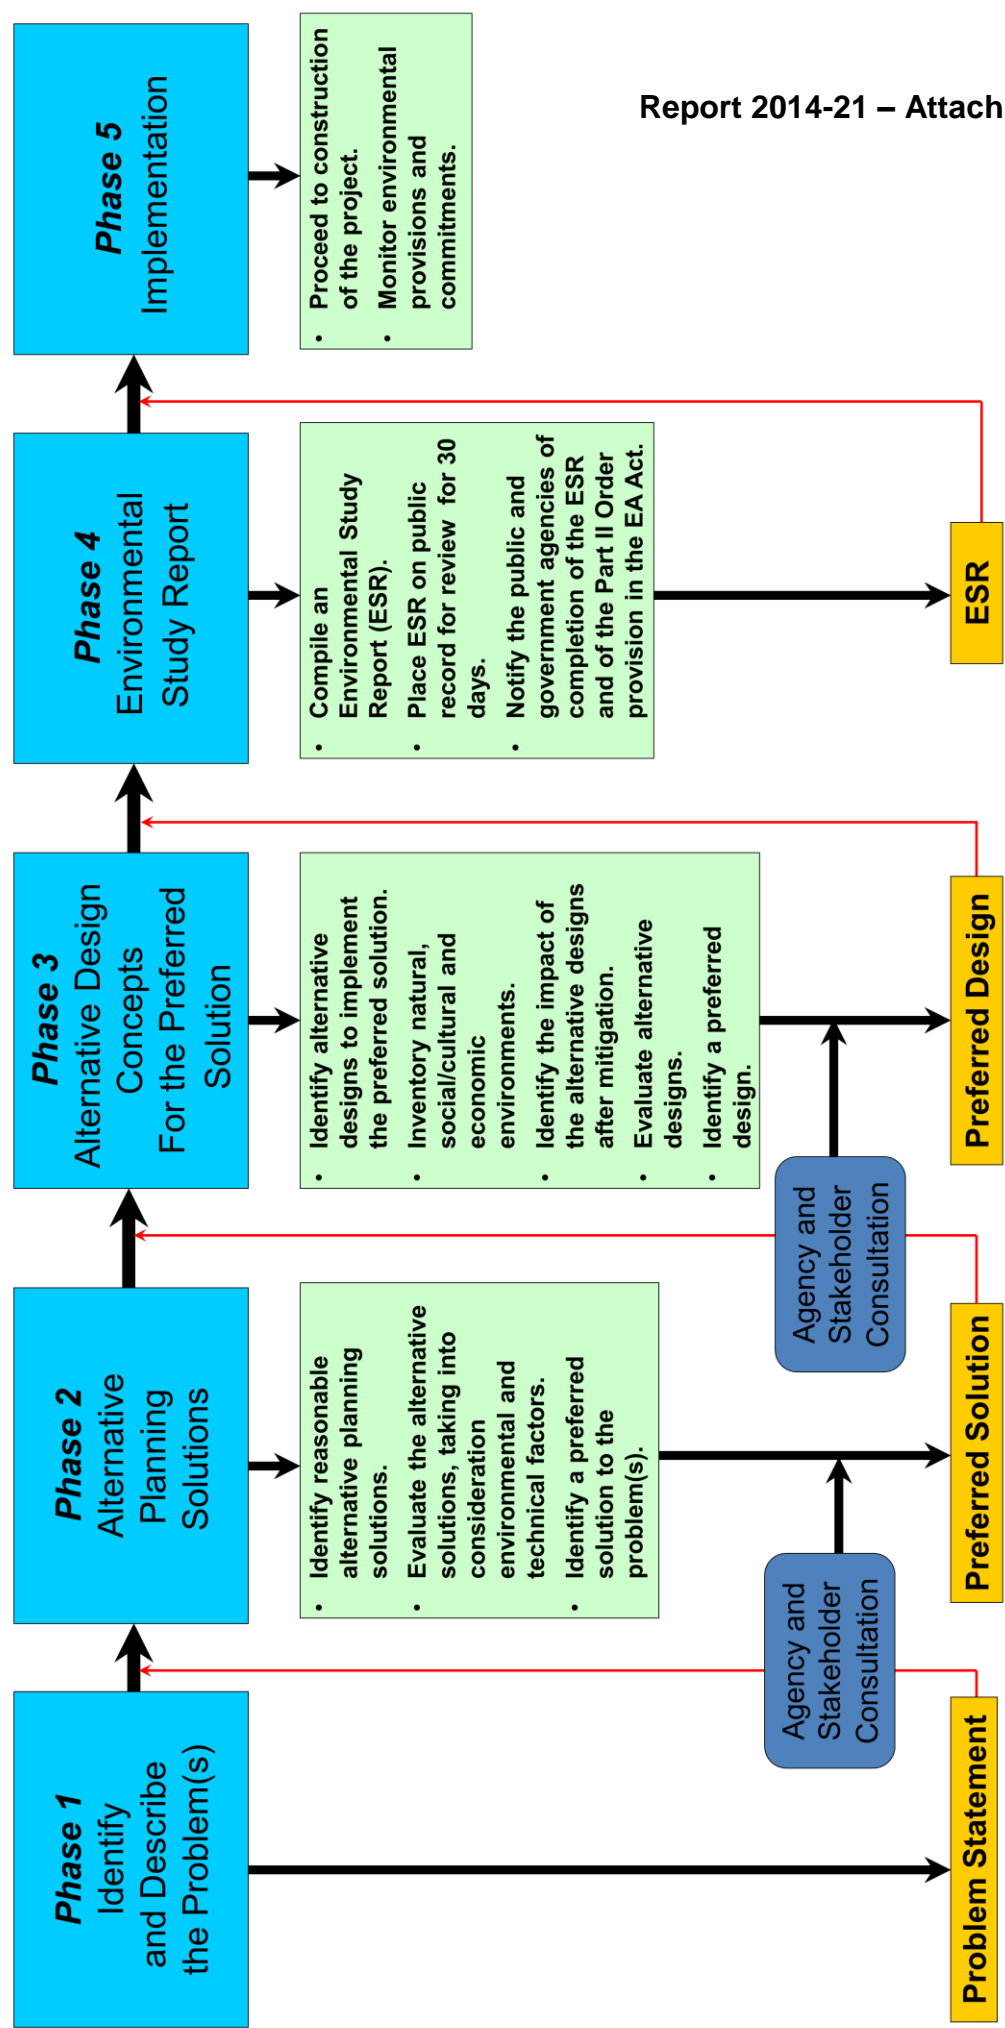 Report 2014-21 – Attach
Phase 1
Identify
and Describe
the Problem(s)
Phase 2
Alternative
Planning
Solutions
Phase 3
Alternative Design
Concepts
For the Preferred
Solution
Phase 4
Environmental
Study Report
Phase 5
Implementation
• Identify reasonable
alternative planning
solutions.
• Evaluate the alternative
solutions, taking into
consideration
environmental and
technical factors.
• Identify a preferred
solution to the
problem(s).
• Identify alternative
designs to implement
the preferred solution.
• Inventory natural,
social/cultural and
economic
environments.
• Identify the impact of
the alternative designs
after mitigation.
• Evaluate alternative
designs.
• Identify a preferred
design.
• Compile an
Environmental Study
Report (ESR).
• Place ESR on public
record for review for 30
days.
• Notify the public and
government agencies of
completion of the ESR
and of the Part II Order
provision in the EA Act.
• Proceed to construction
of the project.
• Monitor environmental
provisions and
commitments.
Agency and
Stakeholder
Consultation
Agency and
Stakeholder
Consultation
Problem Statement
Preferred Solution
Preferred Design
ESR